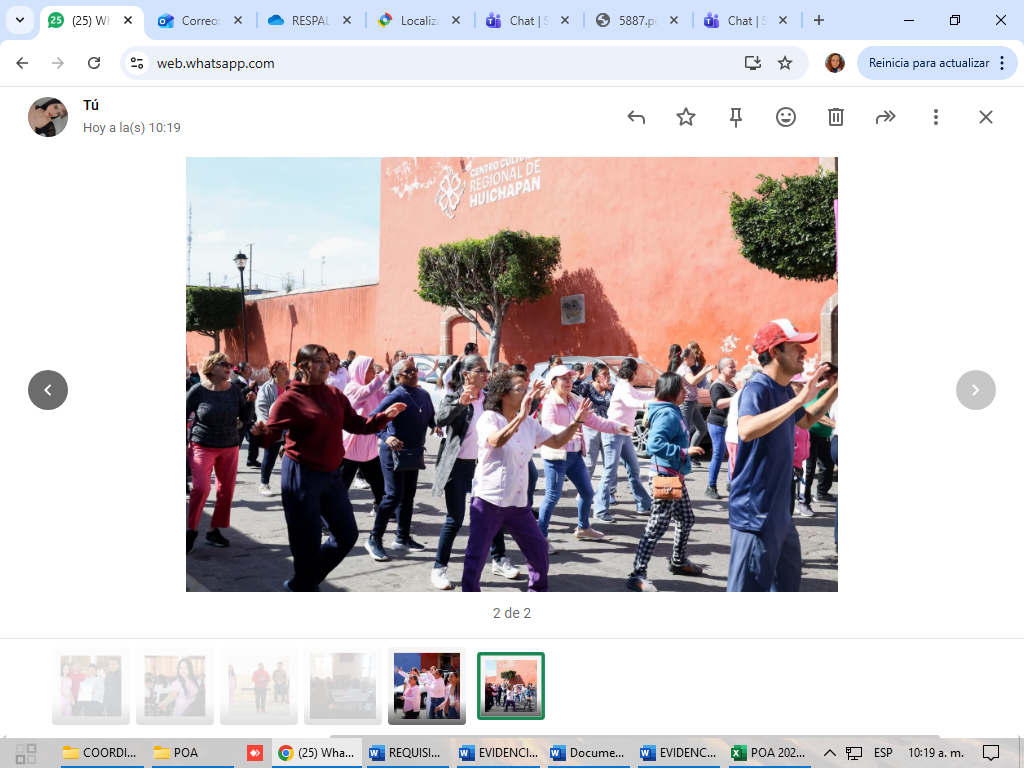 (25) Wh
Correo
RESPAL
Localiz
Chat | S
5887.pd
Chat | S
web.whatsapp.com
Reinicia para actualizar
Tú
Hoy a la(s) 10:19
CENTRO CULTURAL
REGIONAL DE
HUICHAPAN
2 de 2
COORDI...
POA
(25) Wha...
REQUISI...
EVIDENCI...
Docume...
EVIDENC...
POA 202...
ESP
10:19 a. m.